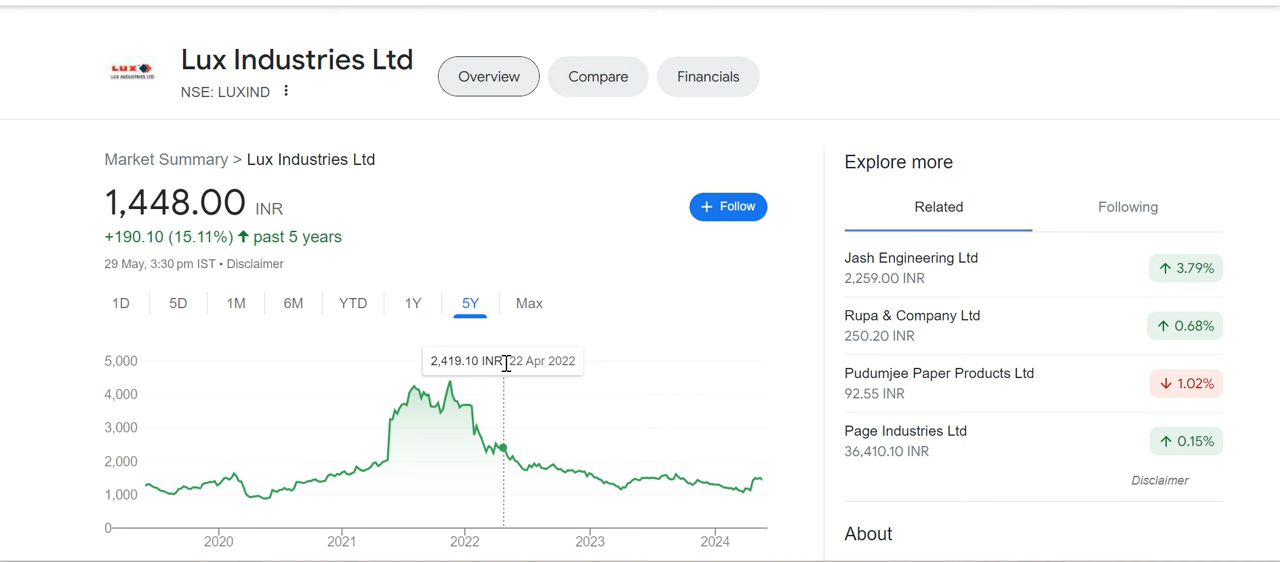 LUX
LUX INDUSTRIES LTD
Lux Industries Ltd
NSE: LUXIND
Overview
Compare
Financials
Market Summary > Lux Industries Ltd
1,448.00 INR
+ Follow
+190.10 (15.11%) ↑ past 5 years
29 May, 3:30 pm IST • Disclaimer
1D 5D 1M 6M YTD 1Y 5Y Max
2,419.10 INR 22 Apr 2022
5,000
4,000
3,000
2,000
1,000
0
2020 2021 2022 2023 2024
Explore more
Related Following
Jash Engineering Ltd
2,259.00 INR
↑ 3.79%
Rupa & Company Ltd
250.20 INR
↑ 0.68%
Pudumjee Paper Products Ltd
92.55 INR
↓ 1.02%
Page Industries Ltd
36,410.10 INR
↑ 0.15%
Disclaimer
About